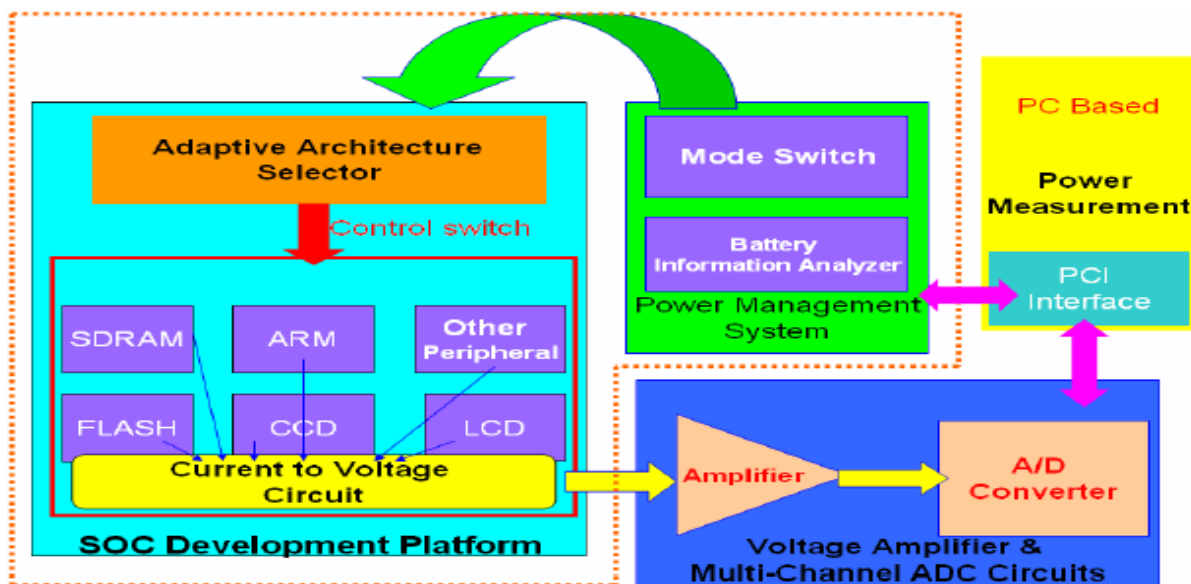 Adaptive Architecture
Selector
Control switch
SDRAM
ARM
Other
Peripheral
FLASH
CCD
LCD
Current to Voltage
Circuit
SOC Development Platform
Mode Switch
Battery
Information Analyzer
Power Management
System
PC Based
Power
Measurement
PCI
Interface
Amplifier
A/D
Converter
Voltage Amplifier &
Multi-Channel ADC Circuits